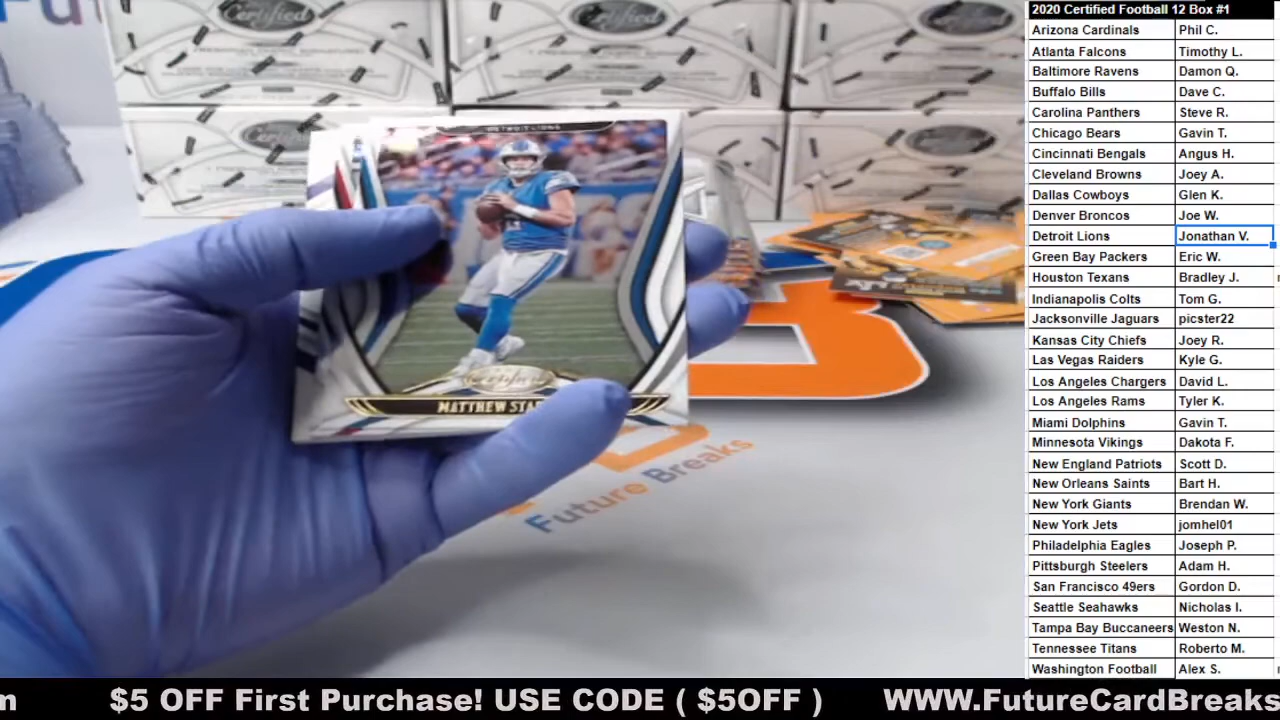 2020 Certified Football 12 Box #1
Arizona Cardinals Phil C.
Atlanta Falcons Timothy L.
Baltimore Ravens Damon Q.
Buffalo Bills Dave C.
Carolina Panthers Steve R.
Chicago Bears Gavin T.
Cincinnati Bengals Angus H.
Cleveland Browns Joey A.
Dallas Cowboys Glen K.
Denver Broncos Joe W.
Detroit Lions Jonathan V.
Green Bay Packers Eric W.
Houston Texans Bradley J.
Indianapolis Colts Tom G.
Jacksonville Jaguars picster22
Kansas City Chiefs Joey R.
Las Vegas Raiders Kyle G.
Los Angeles Chargers David L.
Los Angeles Rams Tyler K.
Miami Dolphins Gavin T.
Minnesota Vikings Dakota F.
New England Patriots Scott D.
New Orleans Saints Bart H.
New York Giants Brendan W.
New York Jets jomhel01
Philadelphia Eagles Joseph P.
Pittsburgh Steelers Adam H.
San Francisco 49ers Gordon D.
Seattle Seahawks Nicholas I.
Tampa Bay Buccaneers Weston N.
Tennessee Titans Roberto M.
Washington Football Alex S.
Certified
Certified
Certified
DETROIT LIONS
Certified
MATTHEW STA
Future Breaks
m $5 OFF First Purchase! USE CODE ( $5OFF ) WWW.FutureCardBreaks